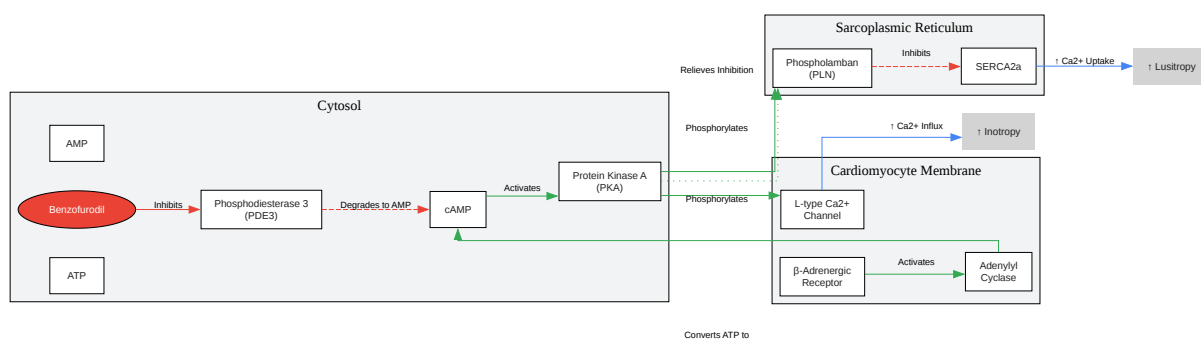 Sarcoplasmic Reticulum
Relieves Inhibition
Phospholamban
(PLN)
Inhibits
SERCA2a
↑ Ca2+ Uptake
↑ Lusitropy
Cytosol
AMP
Phosphorylates
↑ Ca2+ Influx
↑ Inotropy
Benzofurodil
Inhibits
Phosphodiesterase 3
(PDE3)
Degrades to AMP
cAMP
Activates
Protein Kinase A
(PKA)
Phosphorylates
Cardiomyocyte Membrane
L-type Ca2+
Channel
ATP
β-Adrenergic
Receptor
Activates
Adenylyl
Cyclase
Converts ATP to